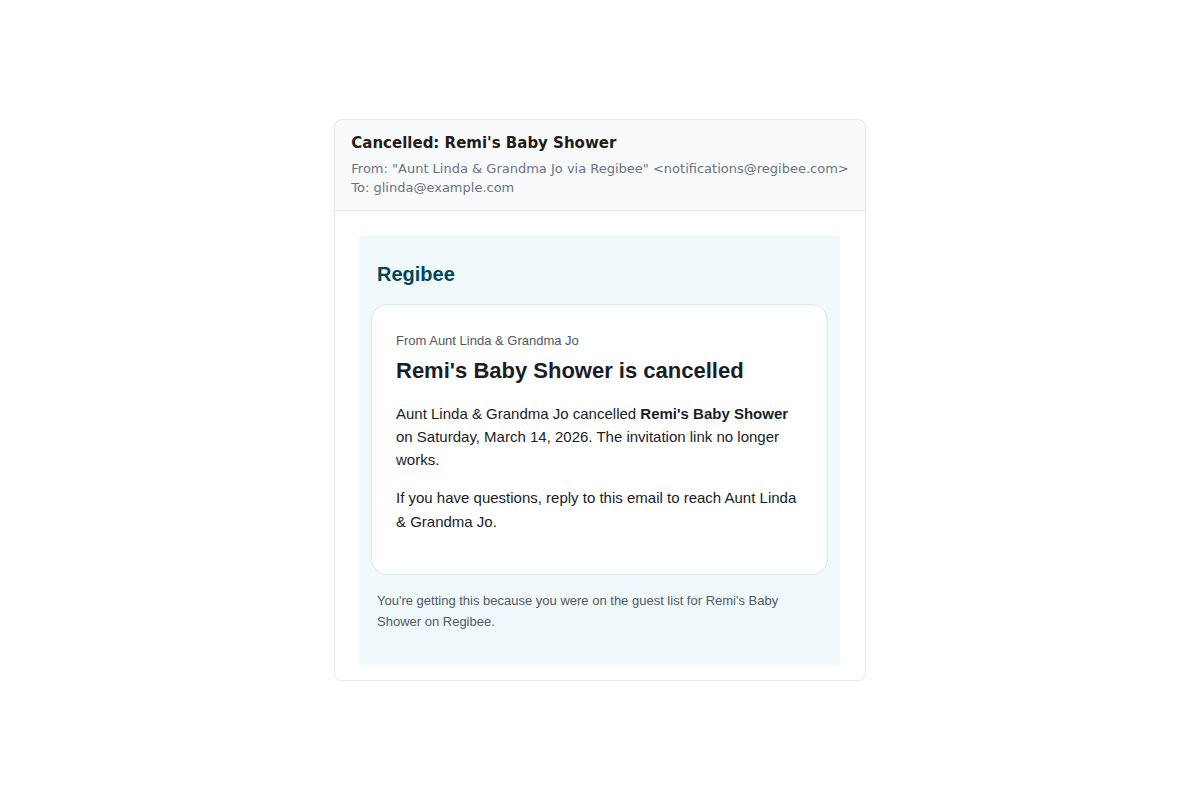 Cancelled: Remi's Baby Shower
From: "Aunt Linda & Grandma Jo via Regibee" <notifications@regibee.com>
To: glinda@example.com
Regibee
From Aunt Linda & Grandma Jo
Remi's Baby Shower is cancelled
Aunt Linda & Grandma Jo cancelled Remi's Baby Shower
on Saturday, March 14, 2026. The invitation link no longer
works.
If you have questions, reply to this email to reach Aunt Linda
& Grandma Jo.
You're getting this because you were on the guest list for Remi's Baby
Shower on Regibee.